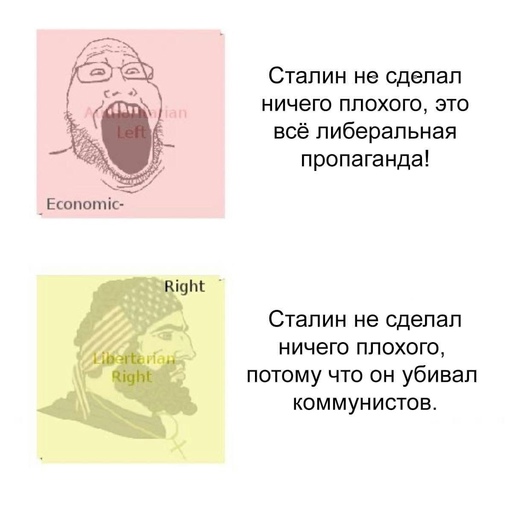 Authoritarian
Left
Economic-
Сталин не сделал
ничего плохого, это
всё либеральная
пропаганда!
Right
Libertarian
Right
Сталин не сделал
ничего плохого,
потому что он убивал
коммунистов.